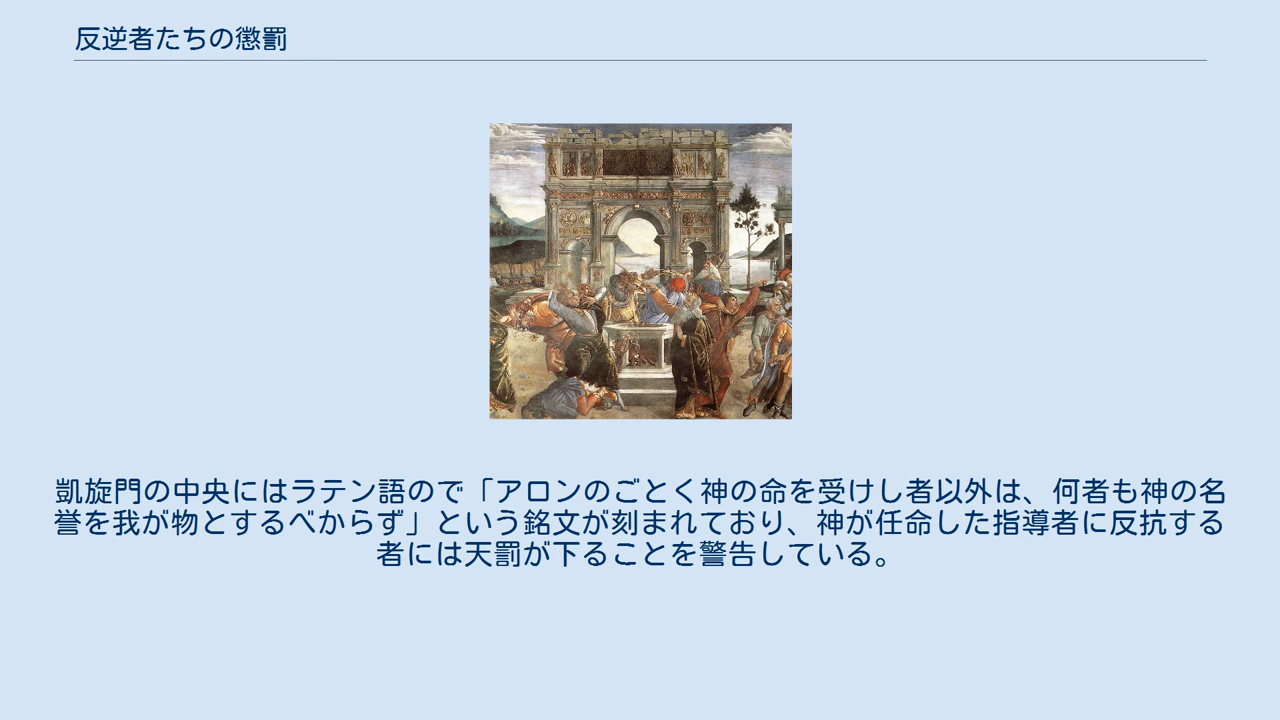 反逆者たちの懲罰
凱旋門の中央にはラテン語ので「アロンのごとく神の命を受けし者以外は、何者も神の名
誉を我が物とするべからず」という銘文が刻まれており、神が任命した指導者に反抗する
者には天罰が下ることを警告している。